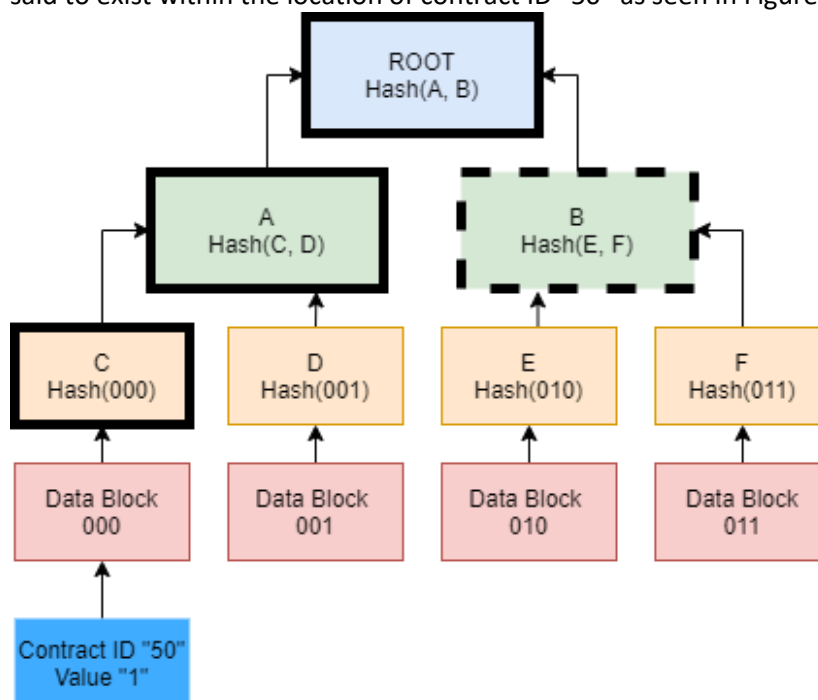 said to exist within the location of contract ID "50" as seen in Figure
ROOT
Hash(A, B)
A
Hash(C, D)
B
Hash(E, F)
C
Hash(000)
D
Hash(001)
E
Hash(010)
F
Hash(011)
Data Block
000
Data Block
001
Data Block
010
Data Block
011
Contract ID "50"
Value "1"